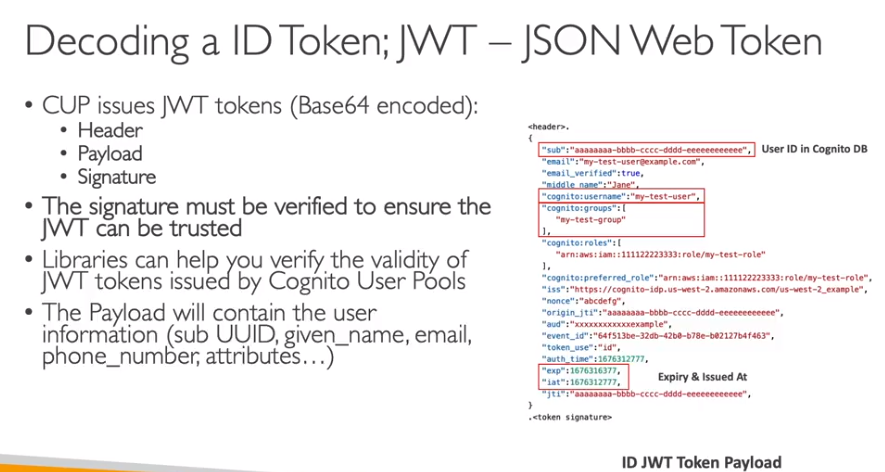 Decoding a ID Token; JWT – JSON Web Token
• CUP issues JWT tokens (Base64 encoded):
• Header
• Payload
• Signature
• The signature must be verified to ensure the
JWT can be trusted
• Libraries can help you verify the validity of
JWT tokens issued by Cognito User Pools
• The Payload will contain the user
information (sub UUID, given_name, email,
phone_number, attributes…)
<header>.
{
"sub":"aaaaaaaa-bbbb-cccc-dddd-eeeeeeeeeeee",
User ID in Cognito DB
"email":"my-test-user@example.com",
"email_verified":true,
"middle_name":"Jane",
"cognito:username":"my-test-user",
"cognito:groups":[
"my-test-group"
],
"cognito:roles":[
"arn:aws:iam::111122223333:role/my-test-role"
],
"cognito:preferred_role":"arn:aws:iam::111122223333:role/my-test-role",
"iss":"https://cognito-idp.us-west-2.amazonaws.com/us-west-2_example",
"nonce":"abcdefg",
"origin_jti":"aaaaaaaa-bbbb-cccc-dddd-eeeeeeeeeeee",
"aud":"xxxxxxxxxxxxexample",
"event_id":"64f513be-32db-42b0-b78e-b02127b4f463",
"token_use":"id",
"auth_time":1676312777,
"exp":1676316377,
"iat":1676312777,
Expiry & Issued At
"jti":"aaaaaaaa-bbbb-cccc-dddd-eeeeeeeeeeee",
}
.<token signature>
ID JWT Token Payload